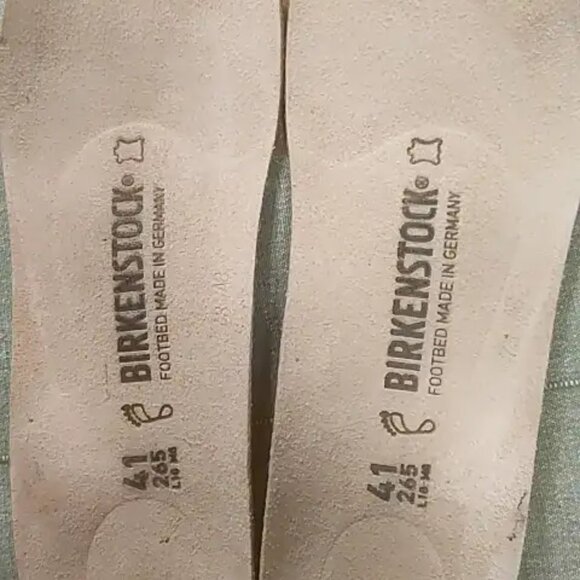 BIRKENSTOCK®
FOOTBED MADE IN GERMANY
41
265
L10 M8
BIRKENSTOCK®
FOOTBED MADE IN GERMANY
41
265
L10 M8